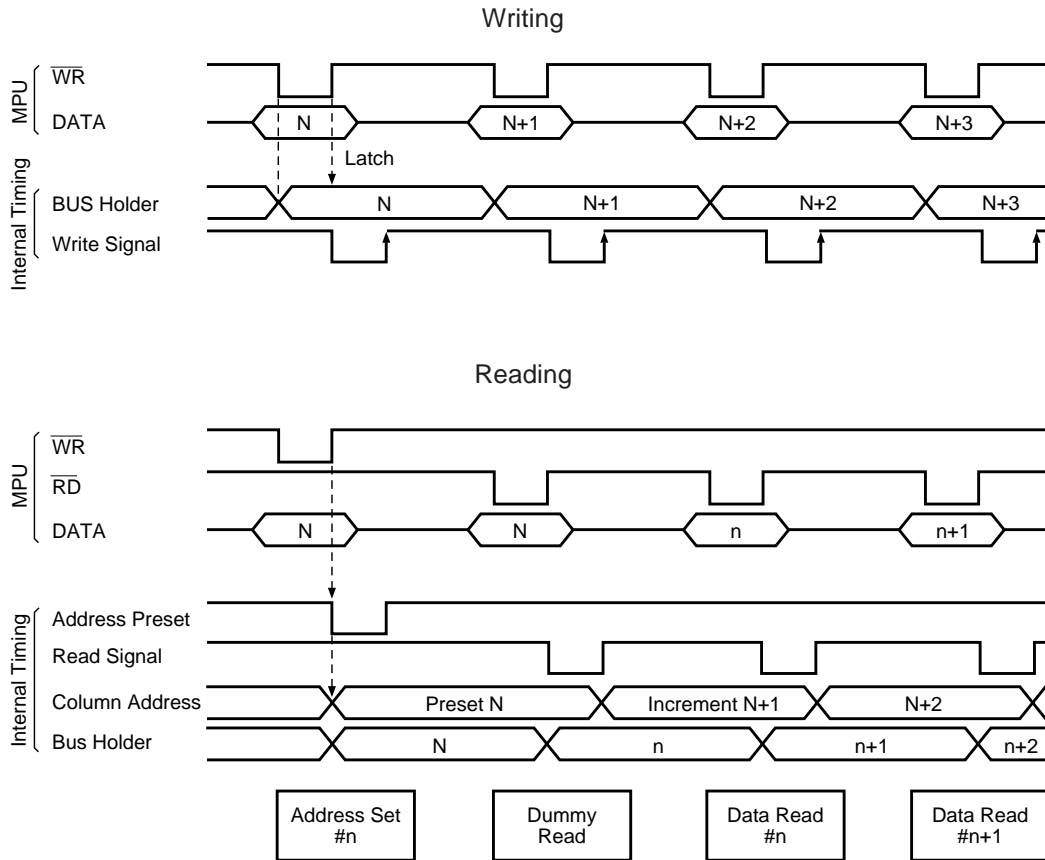 Writing
MPU
WR
DATA
N
N+1
N+2
N+3
Latch
Internal Timing
BUS Holder
N
N+1
N+2
N+3
Write Signal
Reading
MPU
WR
RD
DATA
N
N
n
n+1
Internal Timing
Address Preset
Read Signal
Column Address
Preset N
Increment N+1
N+2
Bus Holder
N
n
n+1
n+2
Address Set
#n
Dummy
Read
Data Read
#n
Data Read
#n+1